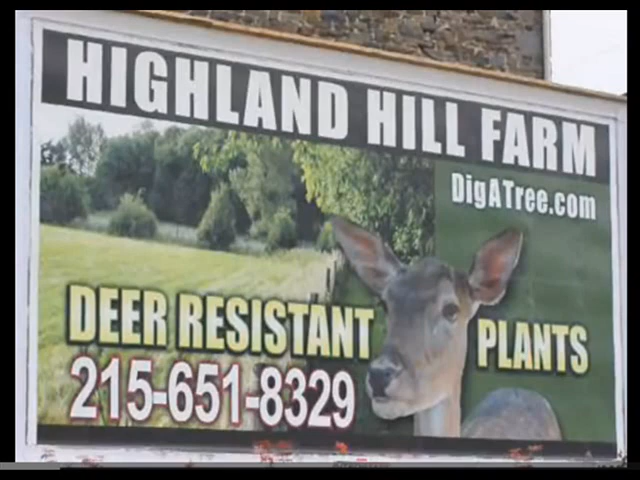 HIGHLAND HILL FARM
DigATree.com
DEER RESISTANT PLANTS
215-651-8329